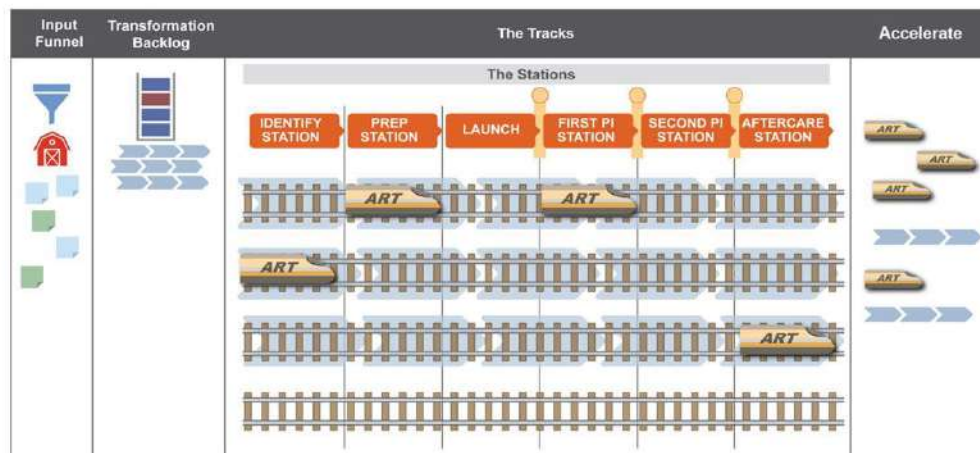 Input
Funnel
Transformation
Backlog
The Tracks
Accelerate
The Stations
IDENTIFY
STATION
PREP
STATION
LAUNCH
FIRST PI
STATION
SECOND PI
STATION
AFTERCARE
STATION
ART
ART
ART
ART
ART
ART
ART
ART